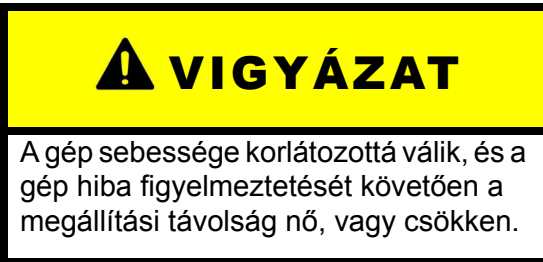 VIGYÁZAT
A gép sebessége korlátozottá válik, és a
gép hiba figyelmeztetését követően a
megállítási távolság nő, vagy csökken.